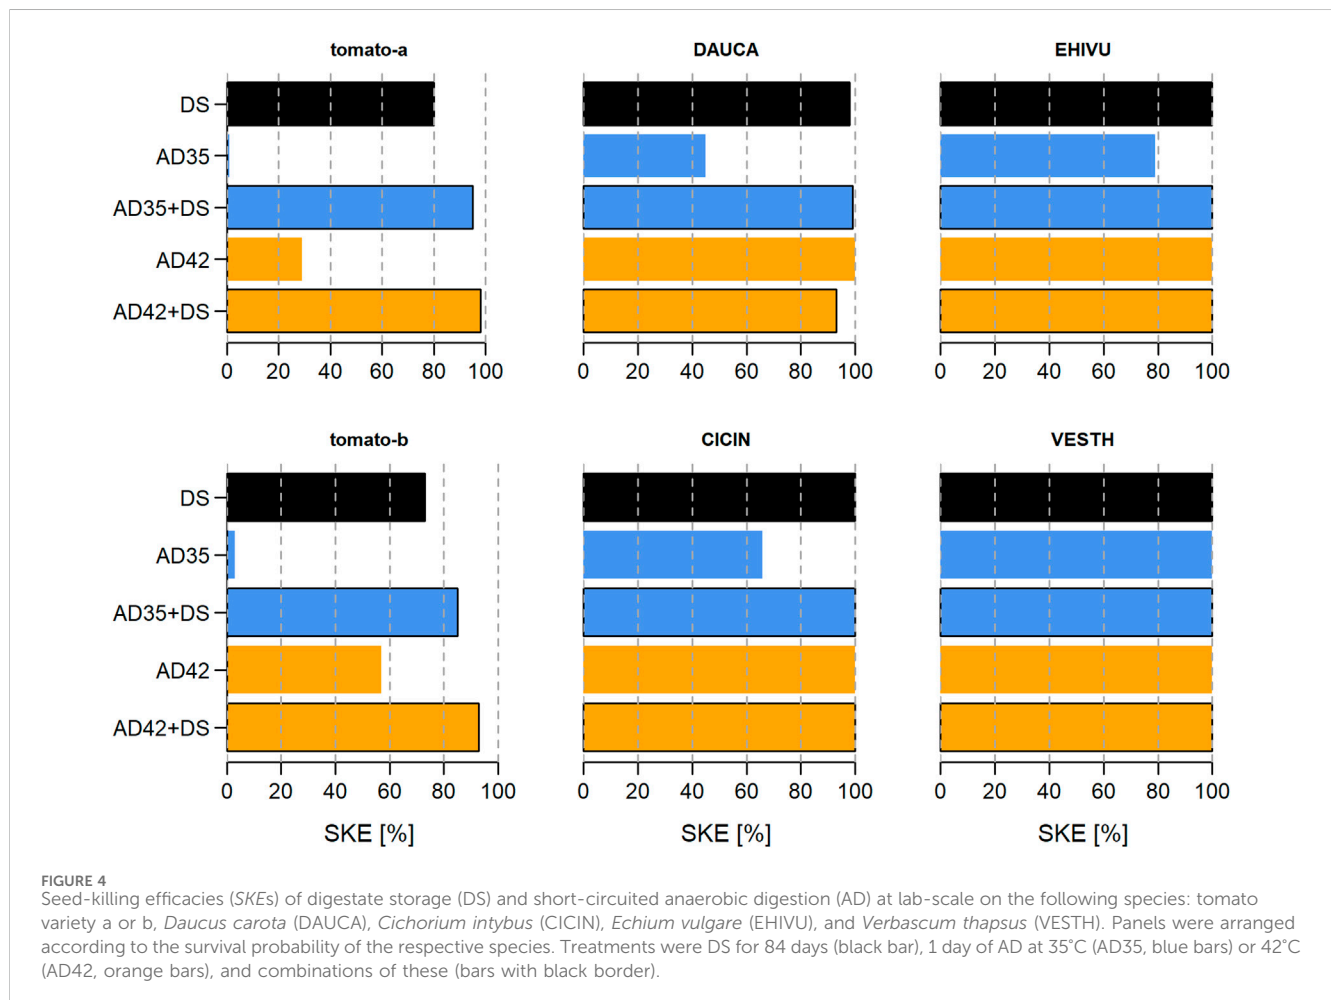 tomato-a DAUCA EHIVU
DS
AD35
AD35+DS
AD42
AD42+DS
0 20 40 60 80 100 0 20 40 60 80 100 0 20 40 60 80 100
tomato-b CICIN VESTH
DS
AD35
AD35+DS
AD42
AD42+DS
0 20 40 60 80 100 0 20 40 60 80 100 0 20 40 60 80 100
SKE [%] SKE [%] SKE [%]
FIGURE 4
Seed-killing efficacies (SKEs) of digestate storage (DS) and short-circuited anaerobic digestion (AD) at lab-scale on the following species: tomato
variety a or b, Daucus carota (DAUCA), Cichorium intybus (CICIN), Echium vulgare (EHIVU), and Verbascum thapsus (VESTH). Panels were arranged
according to the survival probability of the respective species. Treatments were DS for 84 days (black bar), 1 day of AD at 35°C (AD35, blue bars) or 42°C
(AD42, orange bars), and combinations of these (bars with black border).